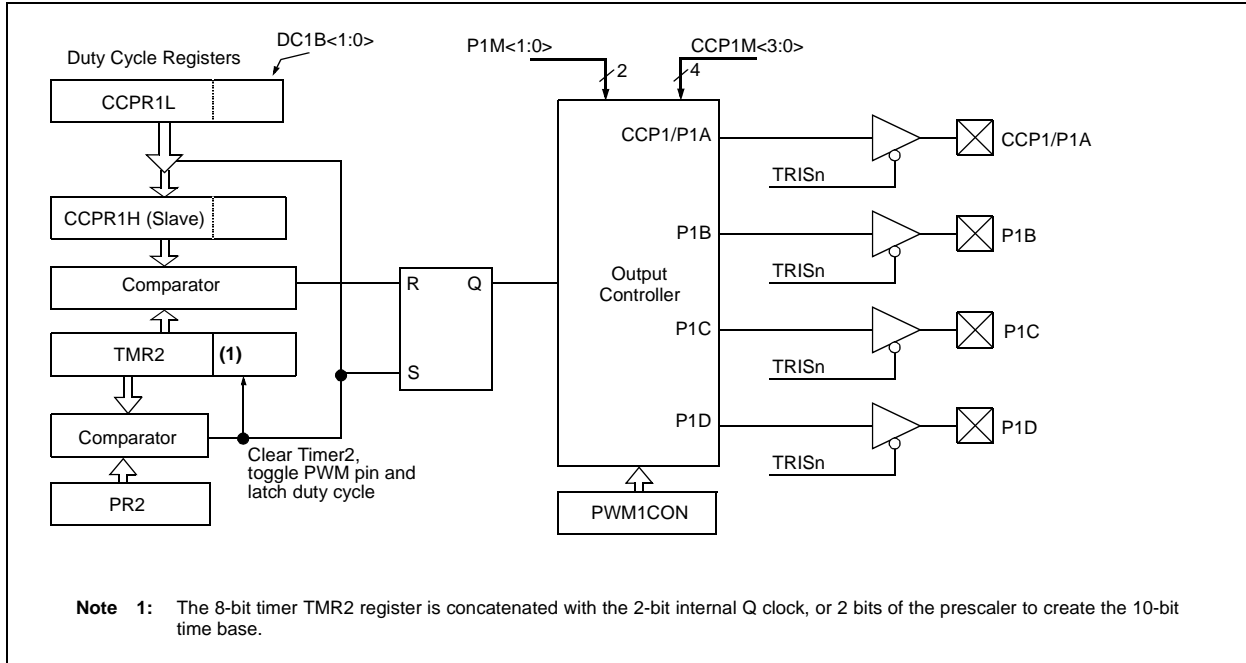 DC1B<1:0>
Duty Cycle Registers
CCPR1L
CCPR1H (Slave)
Comparator
TMR2
(1)
Comparator
PR2
Clear Timer2,
toggle PWM pin and
latch duty cycle
R
Q
S
P1M<1:0>
2
CCP1M<3:0>
4
Output
Controller
CCP1/P1A
P1B
P1C
P1D
PWM1CON
TRISn
CCP1/P1A
TRISn
P1B
TRISn
P1C
TRISn
P1D
Note 1: The 8-bit timer TMR2 register is concatenated with the 2-bit internal Q clock, or 2 bits of the prescaler to create the 10-bit
time base.